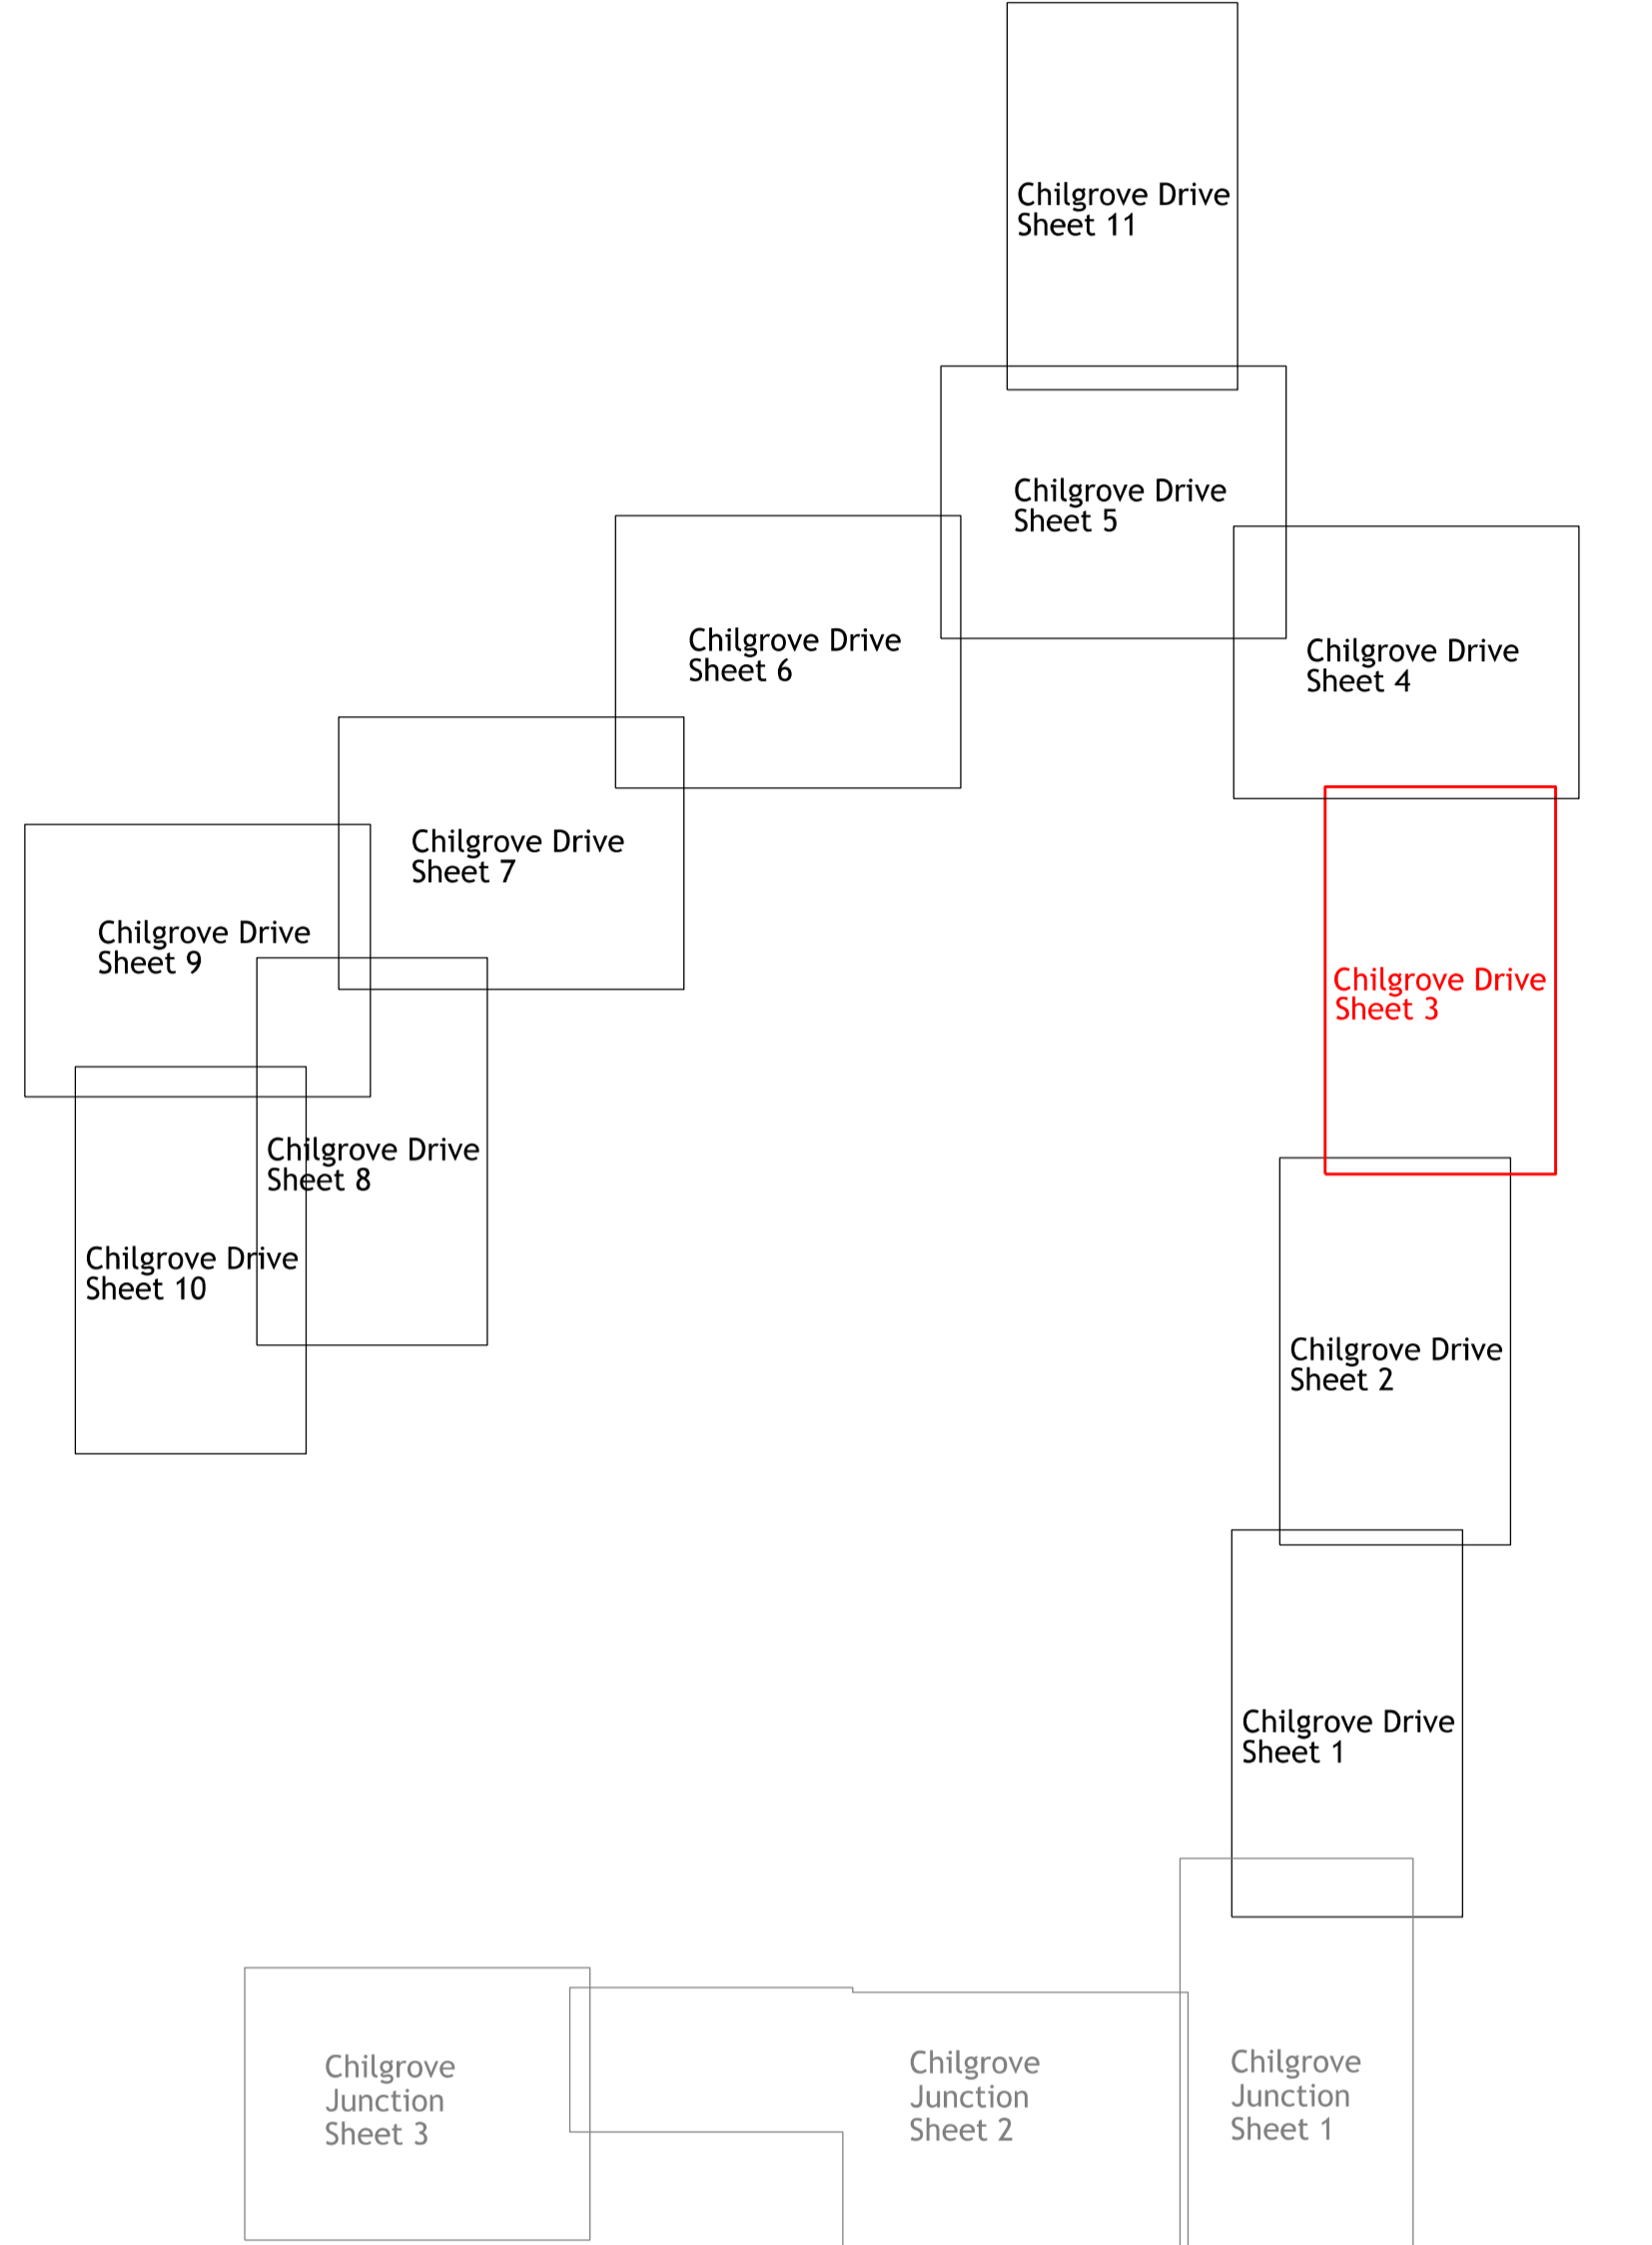 Chilgrove Drive
Sheet 11
Chilgrove Drive
Sheet 5
Chilgrove Drive
Sheet 6
Chilgrove Drive
Sheet 4
Chilgrove Drive
Sheet 7
Chilgrove Drive
Sheet 9
Chilgrove Drive
Sheet 3
Chilgrove Drive
Sheet 8
Chilgrove Drive
Sheet 10
Chilgrove Drive
Sheet 2
Chilgrove Drive
Sheet 1
Chilgrove
Junction
Sheet 3
Chilgrove
Junction
Sheet 2
Chilgrove
Junction
Sheet 1